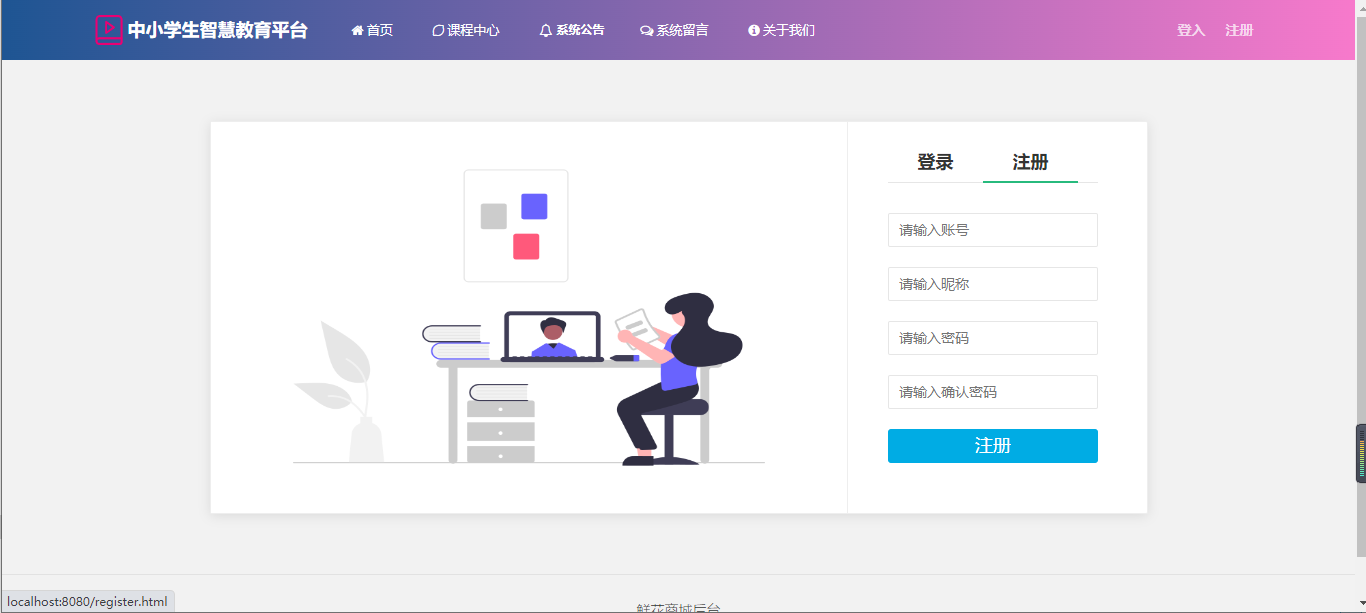 中小学生智慧教育平台 首页 课程中心 系统公告 系统留言 关于我们 登入 注册
登录 注册
请输入账号
请输入昵称
请输入密码
请输入确认密码
注册
localhost:8080/register.html
鲜花商城后台